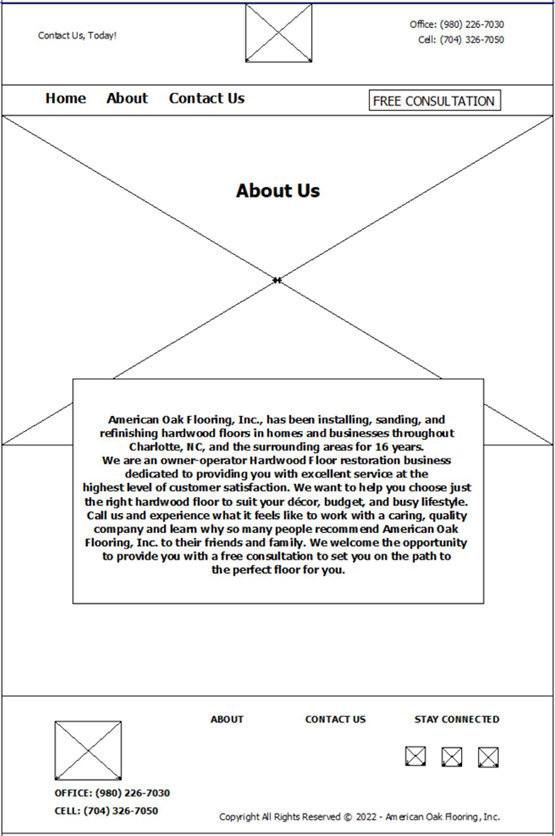 Contact Us, Today!
Office: (980) 226-7030
Cell: (704) 326-7050
Home About Contact Us
FREE CONSULTATION
About Us
American Oak Flooring, Inc., has been installing, sanding, and
refinishing hardwood floors in homes and businesses throughout
Charlotte, NC, and the surrounding areas for 16 years.
We are an owner-operator Hardwood Floor restoration business
dedicated to providing you with excellent service at the
highest level of customer satisfaction. We want to help you choose just
the right hardwood floor to suit your décor, budget, and busy lifestyle.
Call us and experience what it feels like to work with a caring, quality
company and learn why so many people recommend American Oak
Flooring, Inc. to their friends and family. We welcome the opportunity
to provide you with a free consultation to set you on the path to
the perfect floor for you.
ABOUT CONTACT US STAY CONNECTED
OFFICE: (980) 226-7030
CELL: (704) 326-7050
Copyright All Rights Reserved © 2022 - American Oak Flooring, Inc.